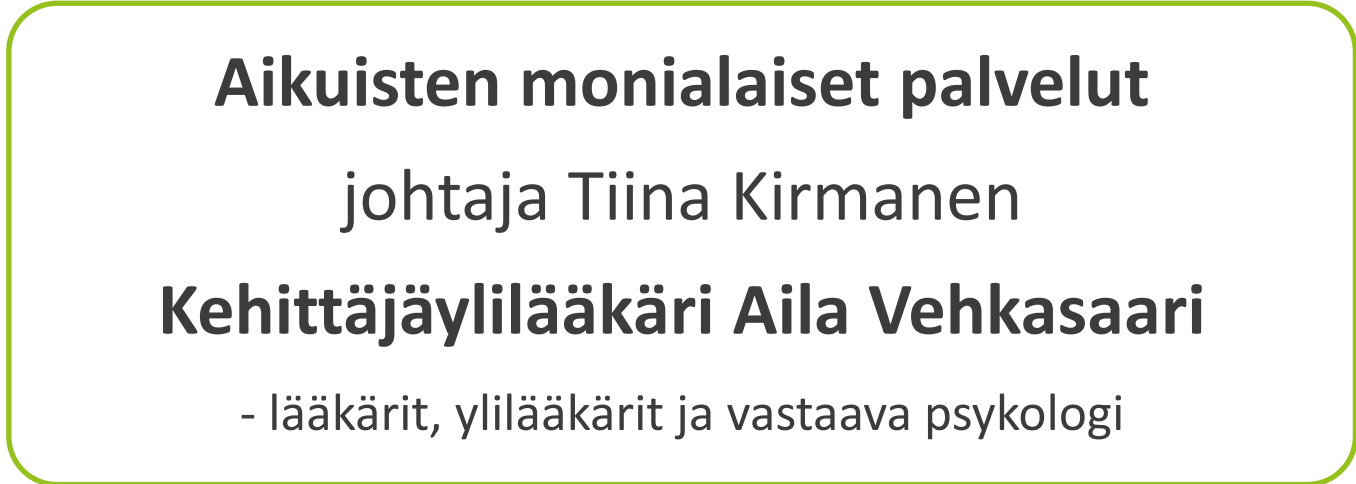 Aikuisten monialaiset palvelut
johtaja Tiina Kirmanen
Kehittäjäylilääkäri Aila Vehkasaari
- lääkärit, ylilääkärit ja vastaava psykologi